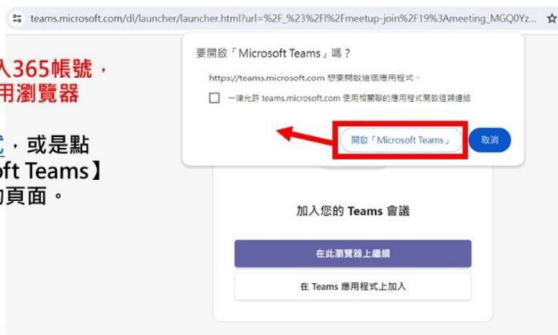 teams.microsoft.com/dl/launcher/launcher.html?url=%2F_%23%2Fl%2Fmeetup-join%2F19%3Ameeting_MGQ0Yz...
要開啟「Microsoft Teams」嗎？
https://teams.microsoft.com 想要開啟這個應用程式。
一律允許 teams.microsoft.com 使用相關聯的應用程式開啟這類連結
開啟「Microsoft Teams」
取消
入365帳號，
用瀏覽器
，或是點
oft Teams】
的頁面。
加入您的 Teams 會議
在此瀏覽器上繼續
在 Teams 應用程式上加入